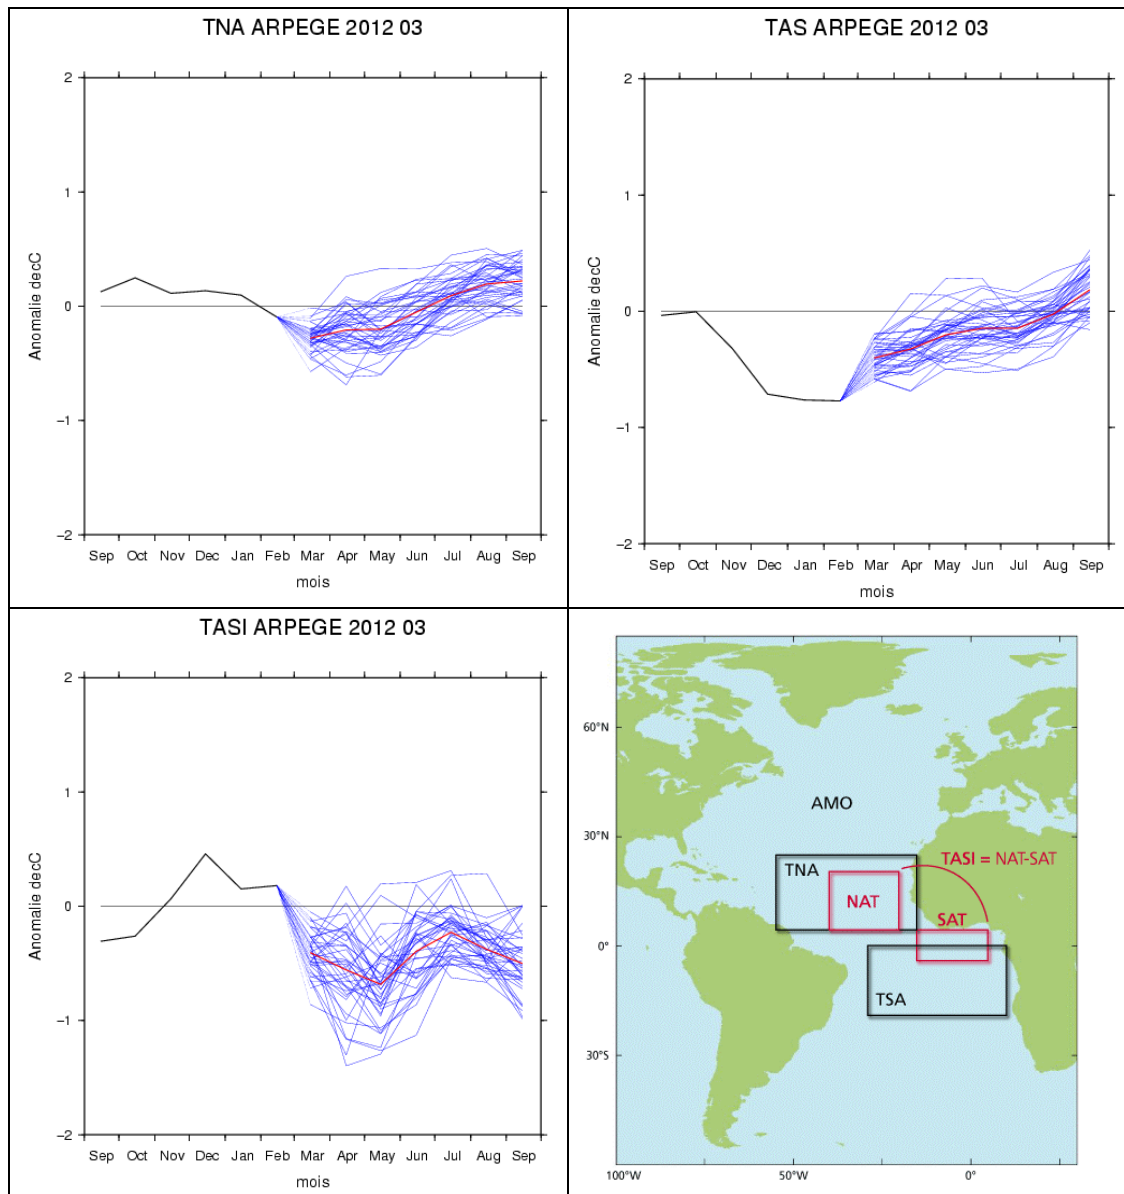 TNA ARPEGE 2012 03
2
1
0
−1
−2
Anomalie decC
Sep Oct Nov Dec Jan Feb Mar Apr May Jun Jul Aug Sep
mois
TAS ARPEGE 2012 03
2
1
0
−1
−2
Anomalie decC
Sep Oct Nov Dec Jan Feb Mar Apr May Jun Jul Aug Sep
mois
TASI ARPEGE 2012 03
2
1
0
−1
−2
Anomalie decC
Sep Oct Nov Dec Jan Feb Mar Apr May Jun Jul Aug Sep
mois
60°N
AMO
30°N
TASI = NAT-SAT
TNA
NAT
SAT
0°
TSA
30°S
100°W 50°W 0°